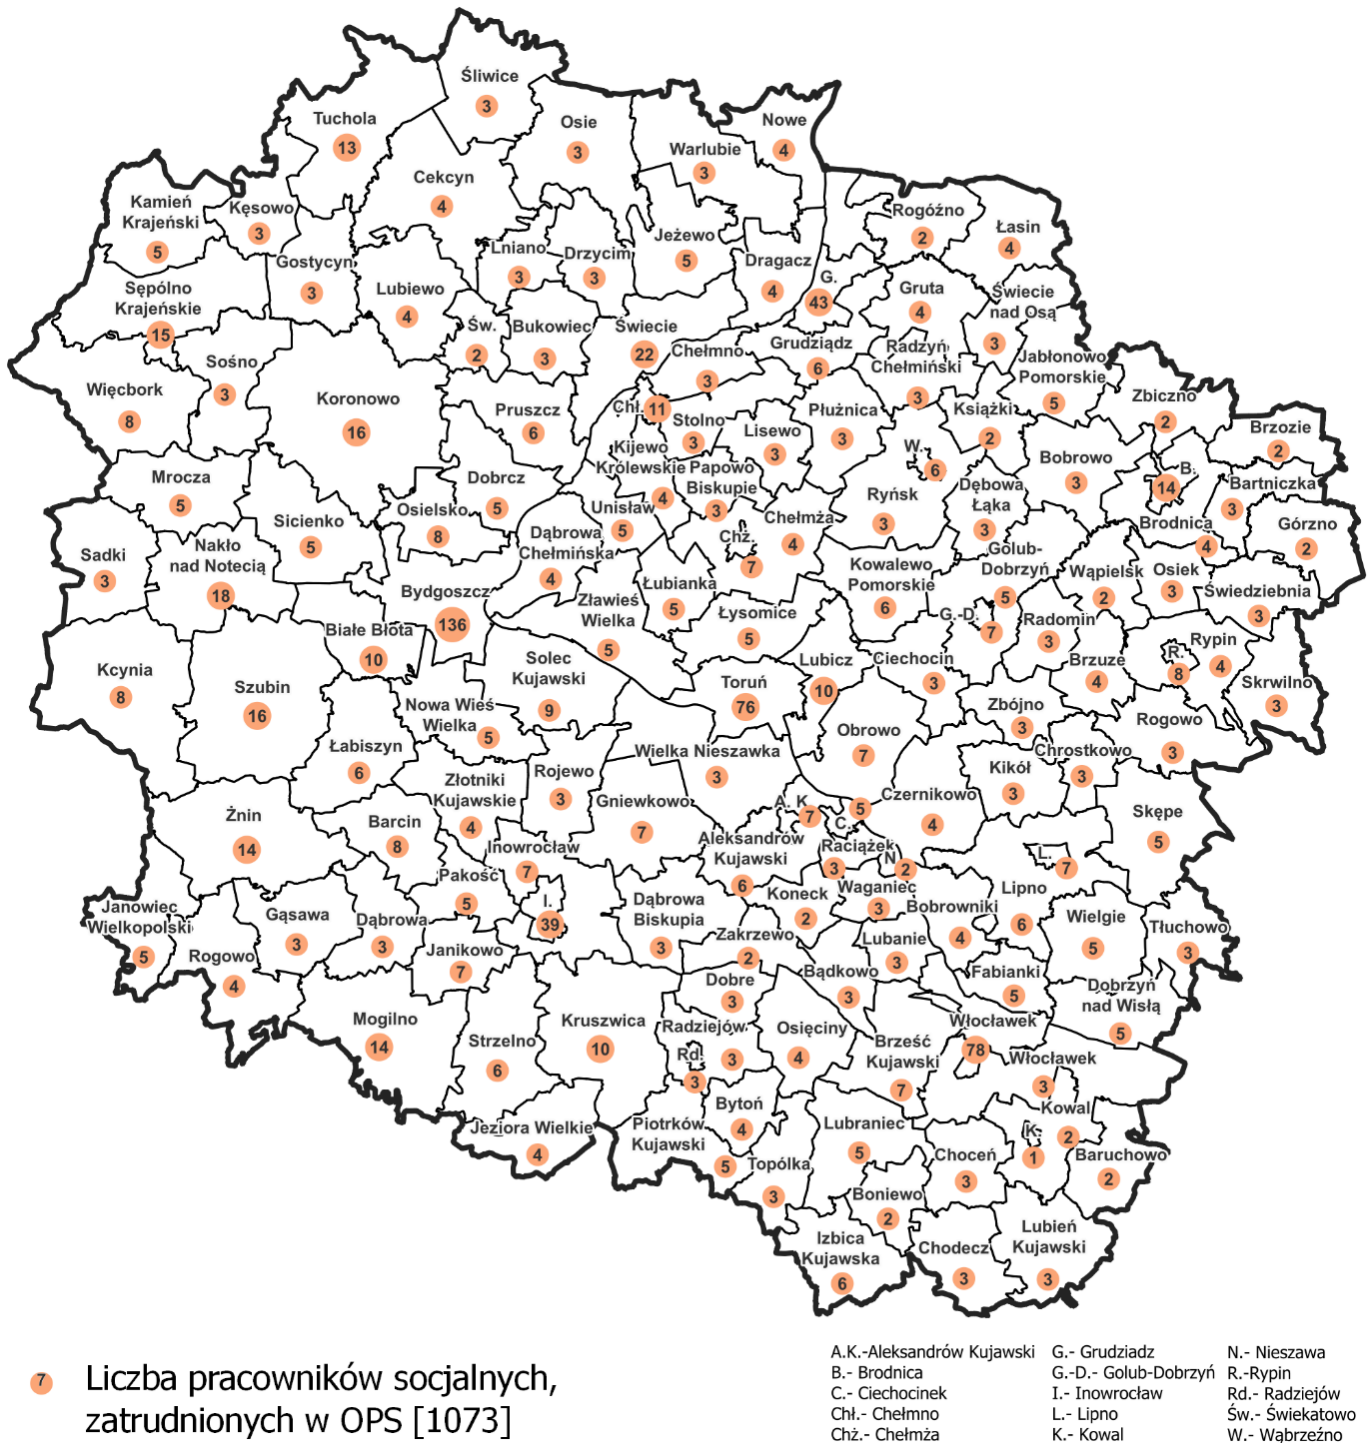 Śliwice
3
Tuchola
13
Osie
3
Nowe
4
Warlubie
3
Cekcyn
4
Kamień
Krajeński
5
Kęsowo
3
Rogóźno
2
Łasin
4
Jeżewo
5
Lniano
3
Drzycim
3
Gostycyn
3
Dragacz
4
G.
43
Sępólno
Krajeńskie
15
Lubiewo
4
Gruta
4
Świecie
nad Osą
3
Św.
2
Bukowiec
3
Świecie
22
Chełmno
3
Grudziądz
6
Radzyń
Chełmiński
3
Jabłonowo
Pomorskie
5
Sośno
3
Więcbork
8
Koronowo
16
Pruszcz
6
Chł.
11
Stolno
3
Lisewo
3
Płużnica
3
Książki
2
Zbiczno
2
Brzozie
2
Kijewo
Królewskie
4
Papowo
Biskupie
3
W.
6
Bobrowo
3
B.
14
Bartniczka
3
Mrocza
5
Dobrcz
5
Osielsko
8
Sicienko
5
Unisław
5
Ryńsk
3
Dębowa
Łąka
3
Brodnica
4
Górzno
2
Chełmża
4
Chż.
7
Dąbrowa
Chełmińska
4
Sadki
3
Nakło
nad Notecią
18
Golub-
Dobrzyń
5
Kowalewo
Pomorskie
6
Wąpielsk
2
Osiek
3
Świedziebnia
3
Bydgoszcz
136
Zławieś
Wielka
5
Łubianka
5
Łysomice
5
G.-D.
7
Radomin
3
Białe Błota
10
Rypin
4
R.
8
Kcynia
8
Szubin
16
Solec
Kujawski
9
Lubicz
10
Ciechocin
3
Brzuze
4
Skrwilno
3
Toruń
76
Nowa Wieś
Wielka
5
Zbójno
3
Rogowo
3
Obrowo
7
Łabiszyn
6
Wielka Nieszawka
3
Chrostkowo
3
Kikół
3
Złotniki
Kujawskie
4
Rojewo
3
Gniewkowo
7
A. K
7
5
C.
Czernikowo
4
Skępe
5
Żnin
14
Barcin
8
Inowrocław
7
Aleksandrów
Kujawski
6
Raciążek
3
N
2
L.
7
Pakość
5
I.
39
Dąbrowa
Biskupia
3
Koneck
2
Waganiec
3
Bobrowniki
4
Lipno
6
Wielgie
5
Tłuchowo
3
Janowiec
Wielkopolski
5
Gąsawa
3
Dąbrowa
3
Zakrzewo
2
Lubanie
3
Rogowo
4
Janikowo
7
Bądkowo
3
Fabianki
5
Dobrzyń
nad Wisłą
5
Dobre
3
Mogilno
14
Strzelno
6
Kruszwica
10
Radziejów
3
Rd.
3
Osięciny
4
Brześć
Kujawski
7
Włocławek
78
Włocławek
3
Bytoń
4
Kowal
2
K.
1
Jeziora Wielkie
4
Piotrków
Kujawski
5
Lubraniec
5
Topólka
3
Choceń
3
Baruchowo
2
Boniewo
2
Izbica
Kujawska
6
Chodecz
3
Lubień
Kujawski
3
7
Liczba pracowników socjalnych,
zatrudnionych w OPS [1073]
A.K.-Aleksandrów Kujawski
B.- Brodnica
C.- Ciechocinek
Chł.- Chełmno
Chż.- Chełmża
G.- Grudziadz
G.-D.- Golub-Dobrzyń
I.- Inowrocław
L.- Lipno
K.- Kowal
N.- Nieszawa
R.-Rypin
Rd.- Radziejów
Św.- Świekatowo
W.- Wąbrzeźno